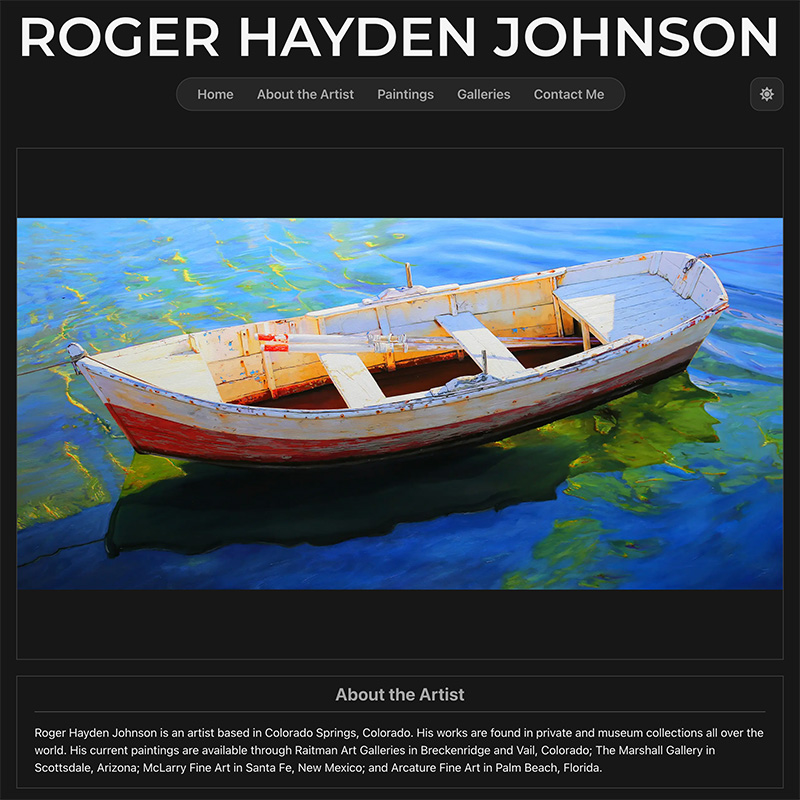 ROGER HAYDEN JOHNSON
Home About the Artist Paintings Galleries Contact Me
About the Artist
Roger Hayden Johnson is an artist based in Colorado Springs, Colorado. His works are found in private and museum collections all over the
world. His current paintings are available through Raitman Art Galleries in Breckenridge and Vail, Colorado; The Marshall Gallery in
Scottsdale, Arizona; McLarry Fine Art in Santa Fe, New Mexico; and Arcature Fine Art in Palm Beach, Florida.